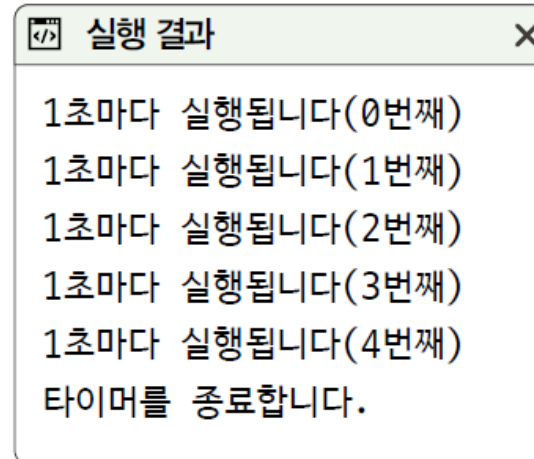 실행 결과
1초마다 실행됩니다(0번째)
1초마다 실행됩니다(1번째)
1초마다 실행됩니다(2번째)
1초마다 실행됩니다(3번째)
1초마다 실행됩니다(4번째)
타이머를 종료합니다.